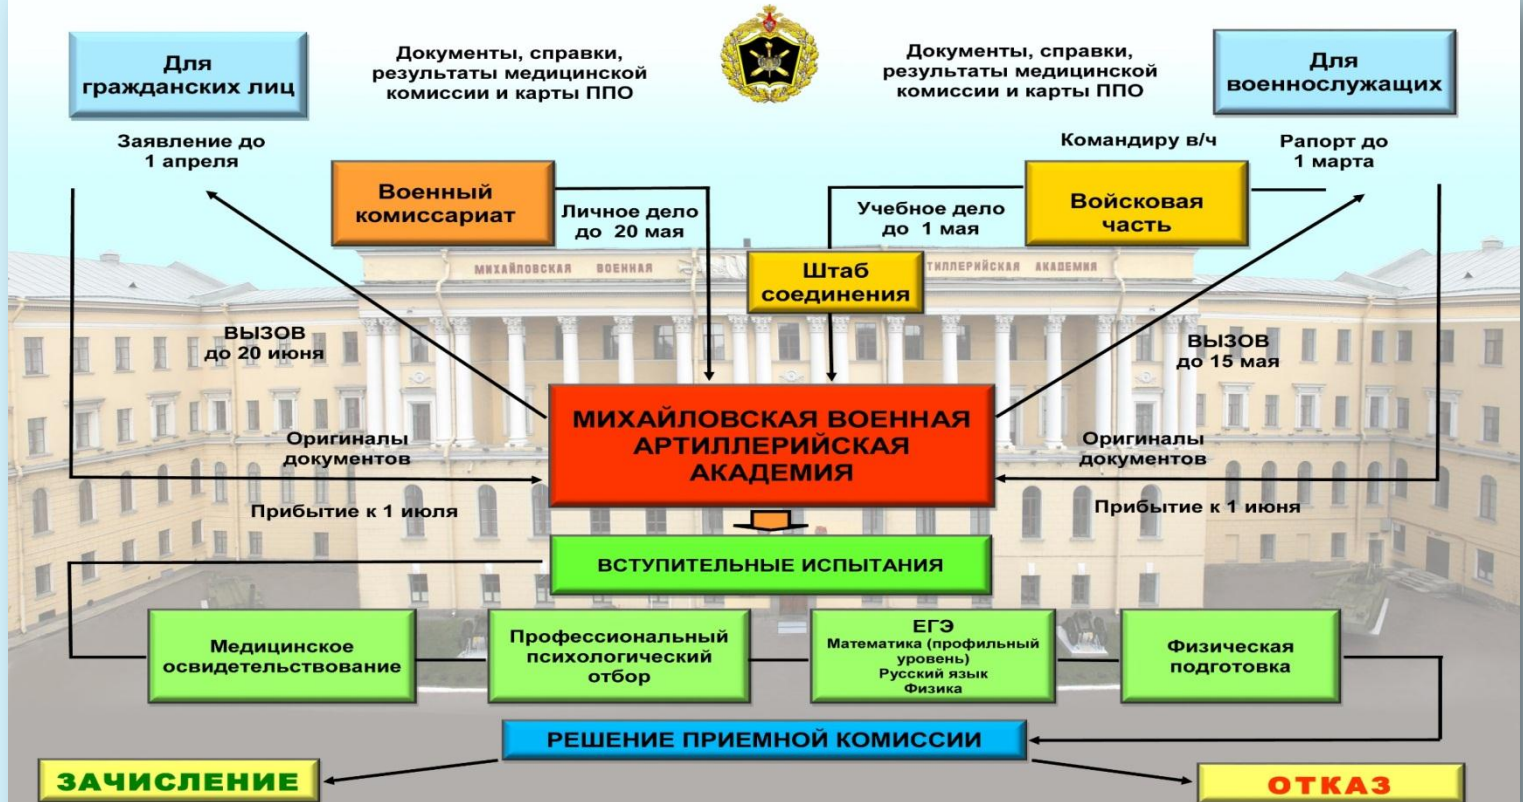 Для
гражданских лиц
Документы, справки,
результаты медицинской
комиссии и карты ППО
Документы, справки,
результаты медицинской
комиссии и карты ППО
Для
военнослужащих
Заявление до
1 апреля
Командиру в/ч
Рапорт до
1 марта
Военный
комиссариат
Личное дело
до 20 мая
Учебное дело
до 1 мая
Войсковая
часть
МИХАЙЛОВСКАЯ ВОЕННАЯ
ТИЛЛЕРИЙСКАЯ АКАДЕМИЯ
Штаб
соединения
ВЫЗОВ
до 20 июня
ВЫЗОВ
до 15 мая
МИХАЙЛОВСКАЯ ВОЕННАЯ
АРТИЛЛЕРИЙСКАЯ
АКАДЕМИЯ
Оригиналы
документов
Оригиналы
документов
Прибытие к 1 июля
Прибытие к 1 июня
ВСТУПИТЕЛЬНЫЕ ИСПЫТАНИЯ
Медицинское
освидетельствование
Профессиональный
психологический
отбор
ЕГЭ
Математика (профильный
уровень)
Русский язык
Физика
Физическая
подготовка
РЕШЕНИЕ ПРИЕМНОЙ КОМИССИИ
ЗАЧИСЛЕНИЕ
ОТКАЗ